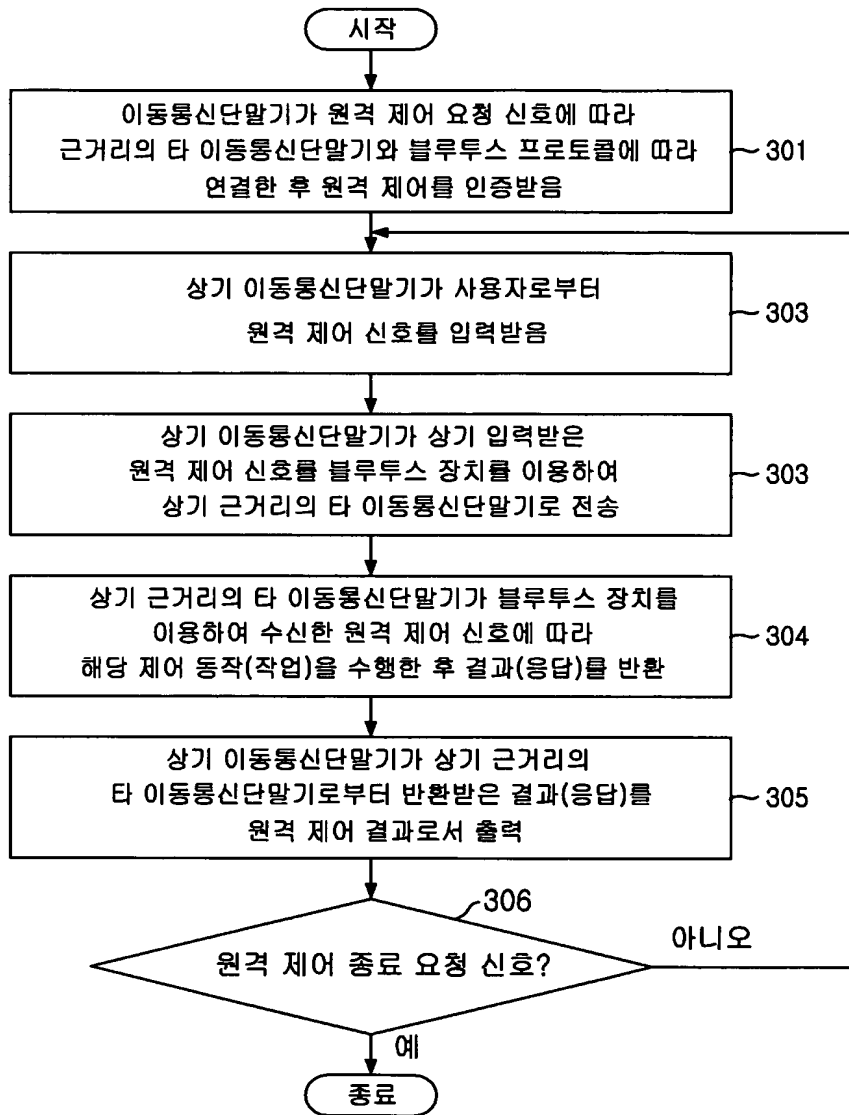 시작
이동통신단말기가 원격 제어 요청 신호에 따라
근거리의 타 이동통신단말기와 블루투스 프로토콜에 따라
연결한 후 원격 제어를 인증받음
301
상기 이동통신단말기가 사용자로부터
원격 제어 신호를 입력받음
303
상기 이동통신단말기가 상기 입력받은
원격 제어 신호를 블루투스 장치를 이용하여
상기 근거리의 타 이동통신단말기로 전송
303
상기 근거리의 타 이동통신단말기가 블루투스 장치를
이용하여 수신한 원격 제어 신호에 따라
해당 제어 동작(작업)을 수행한 후 결과(응답)를 반환
304
상기 이동통신단말기가 상기 근거리의
타 이동통신단말기로부터 반환받은 결과(응답)를
원격 제어 결과로서 출력
305
306
원격 제어 종료 요청 신호?
아니오
예
종료